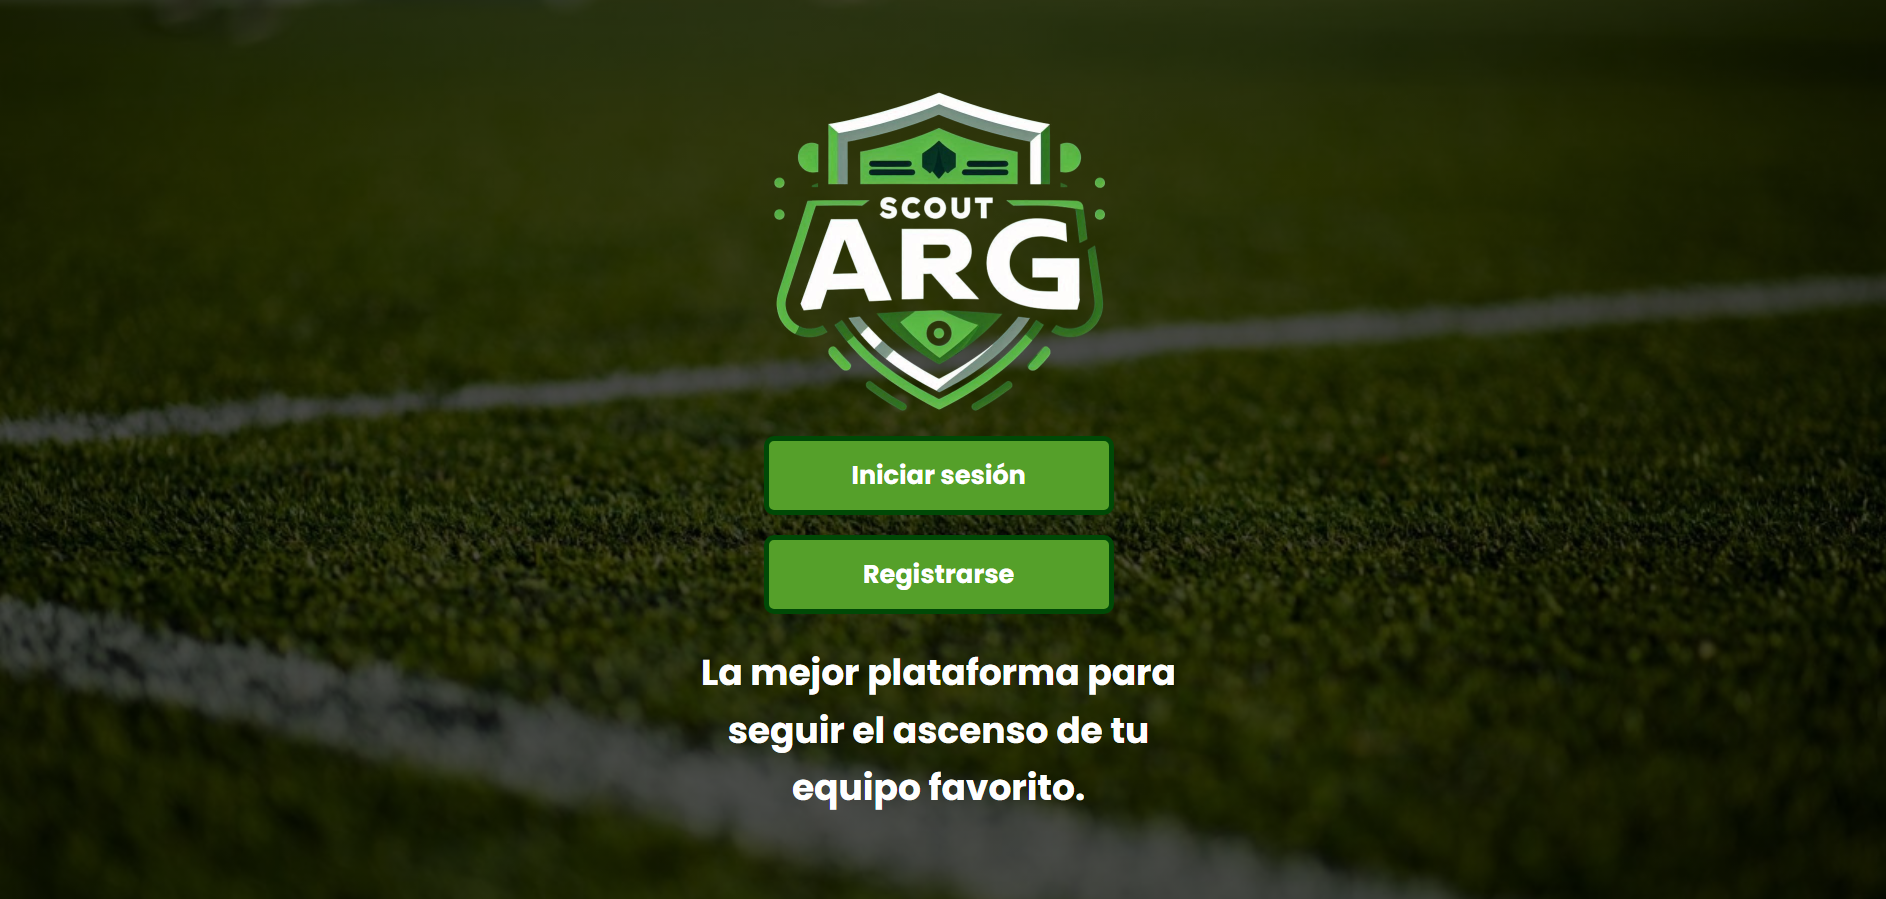 SCOUT
ARG
Iniciar sesión
Registrarse
La mejor plataforma para
seguir el ascenso de tu
equipo favorito.